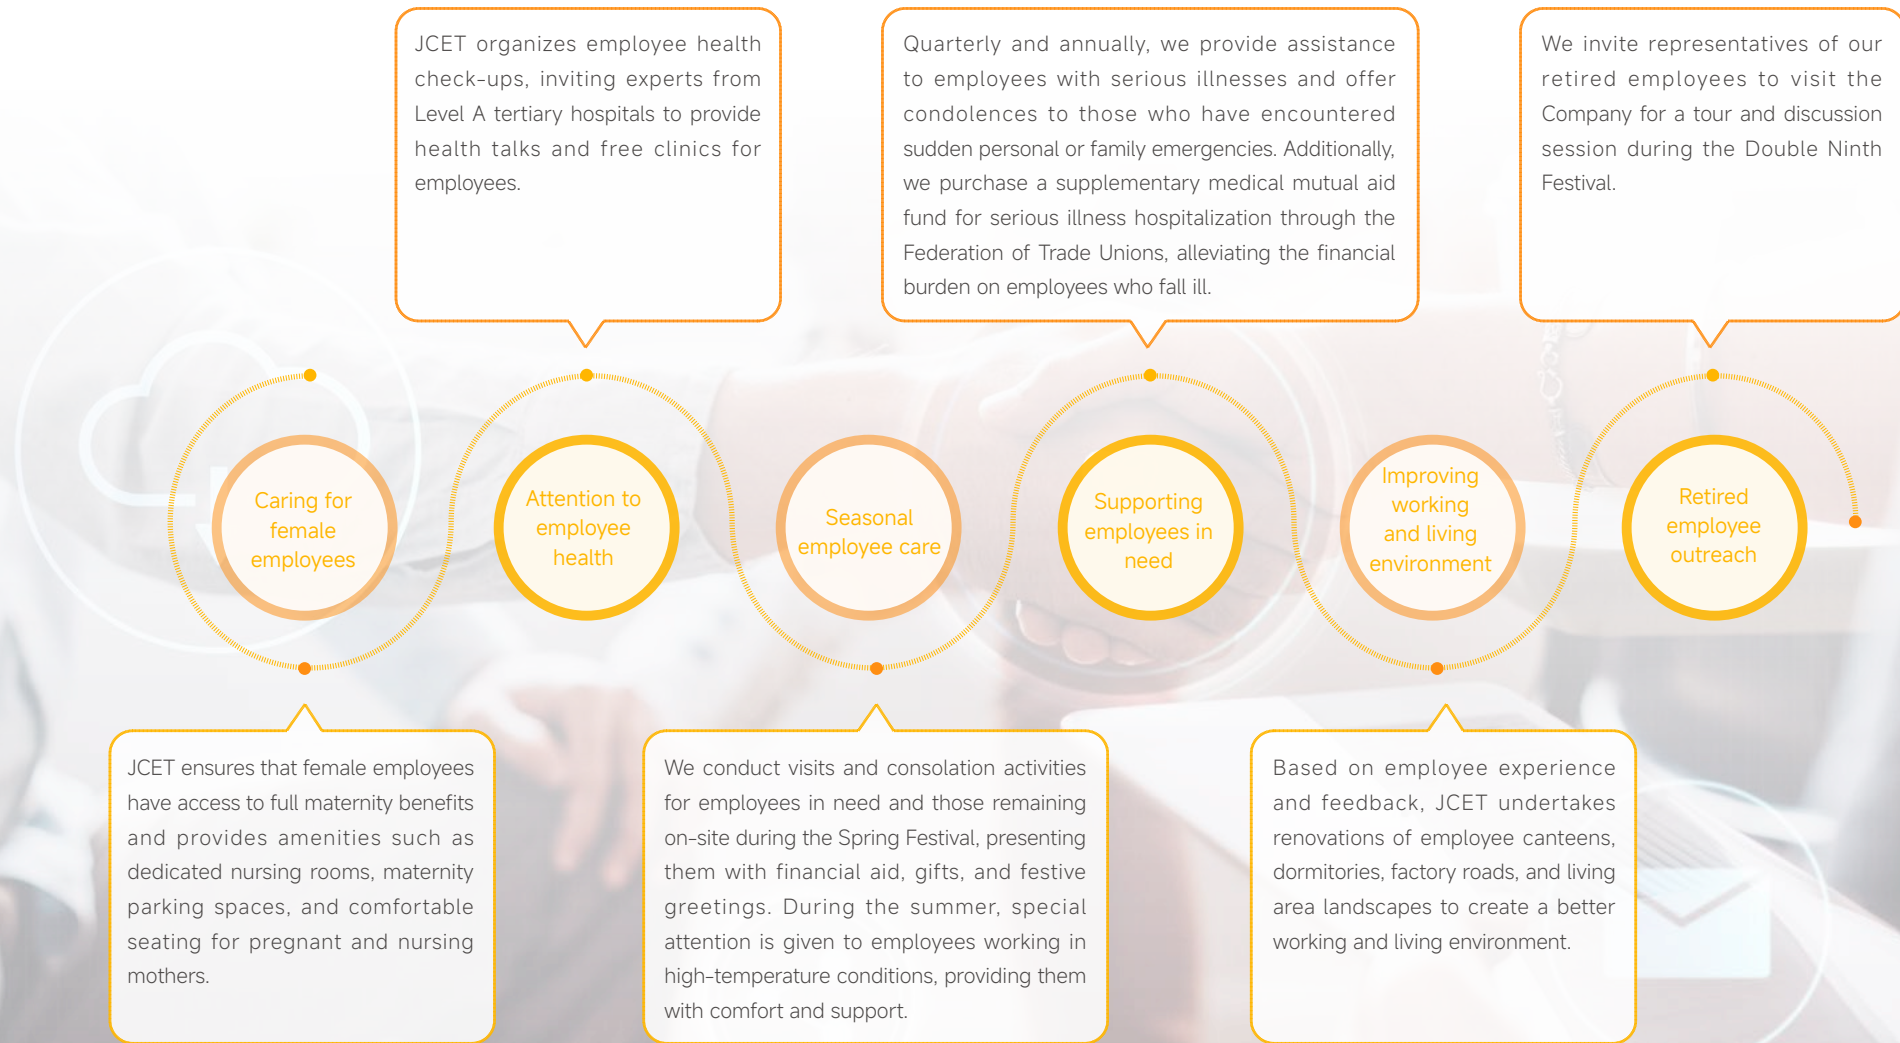 JCET organizes employee health
check-ups, inviting experts from
Level A tertiary hospitals to provide
health talks and free clinics for
employees.
Quarterly and annually, we provide assistance
to employees with serious illnesses and offer
condolences to those who have encountered
sudden personal or family emergencies. Additionally,
we purchase a supplementary medical mutual aid
fund for serious illness hospitalization through the
Federation of Trade Unions, alleviating the financial
burden on employees who fall ill.
We invite representatives of our
retired employees to visit the
Company for a tour and discussion
session during the Double Ninth
Festival.
Caring for
female
employees
Attention to
employee
health
Seasonal
employee care
Supporting
employees in
need
Improving
working
and living
environment
Retired
employee
outreach
JCET ensures that female employees
have access to full maternity benefits
and provides amenities such as
dedicated nursing rooms, maternity
parking spaces, and comfortable
seating for pregnant and nursing
mothers.
We conduct visits and consolation activities
for employees in need and those remaining
on-site during the Spring Festival, presenting
them with financial aid, gifts, and festive
greetings. During the summer, special
attention is given to employees working in
high-temperature conditions, providing them
with comfort and support.
Based on employee experience
and feedback, JCET undertakes
renovations of employee canteens,
dormitories, factory roads, and living
area landscapes to create a better
working and living environment.